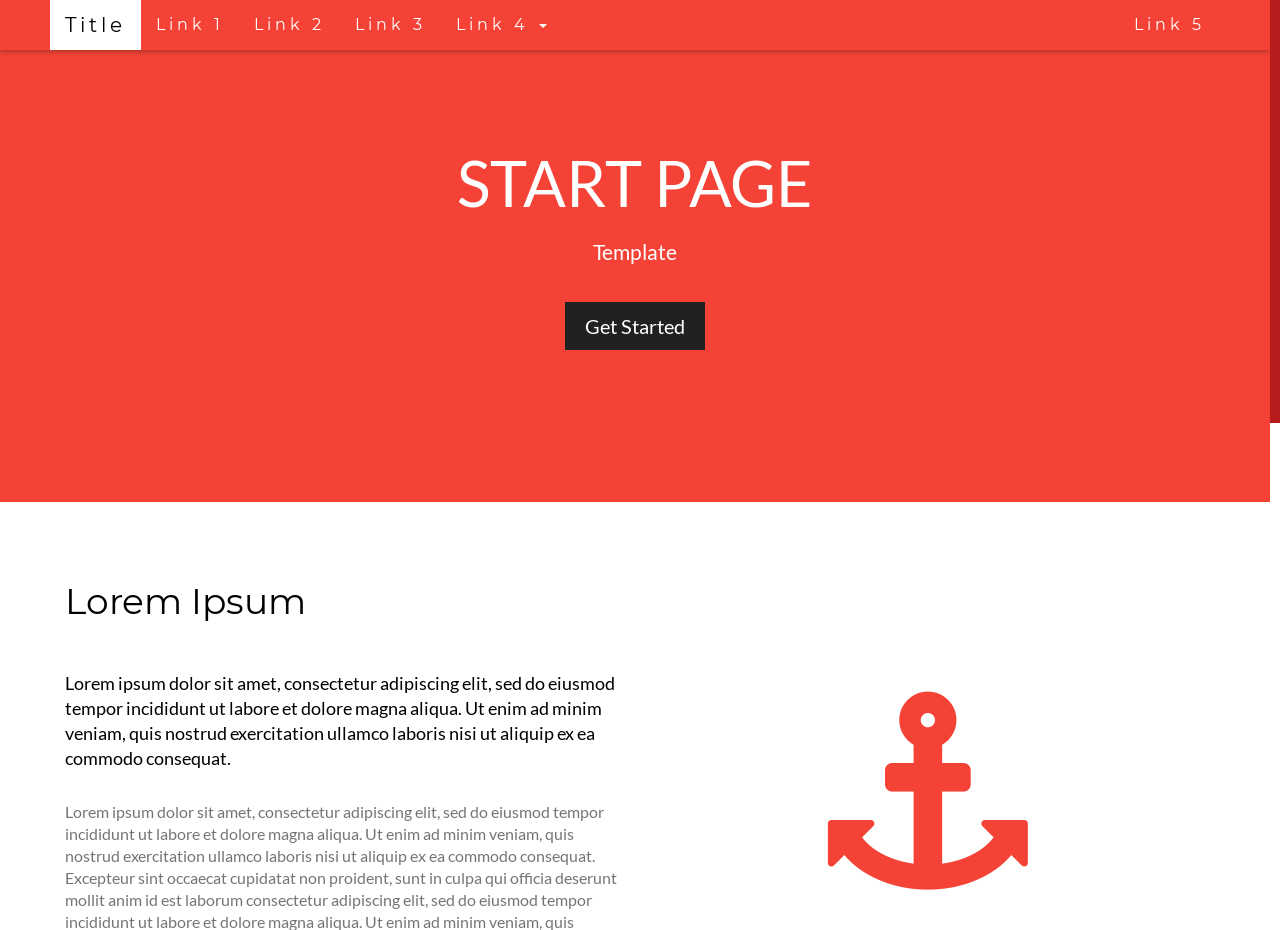 Title Link 1 Link 2 Link 3 Link 4 Link 5
START PAGE
Template
Get Started
Lorem Ipsum
Lorem ipsum dolor sit amet, consectetur adipiscing elit, sed do eiusmod
tempor incididunt ut labore et dolore magna aliqua. Ut enim ad minim
veniam, quis nostrud exercitation ullamco laboris nisi ut aliquip ex ea
commodo consequat.
Lorem ipsum dolor sit amet, consectetur adipiscing elit, sed do eiusmod tempor
incididunt ut labore et dolore magna aliqua. Ut enim ad minim veniam, quis
nostrud exercitation ullamco laboris nisi ut aliquip ex ea commodo consequat.
Excepteur sint occaecat cupidatat non proident, sunt in culpa qui officia deserunt
mollit anim id est laborum consectetur adipiscing elit, sed do eiusmod tempor
incididunt ut labore et dolore magna aliqua. Ut enim ad minim veniam, quis